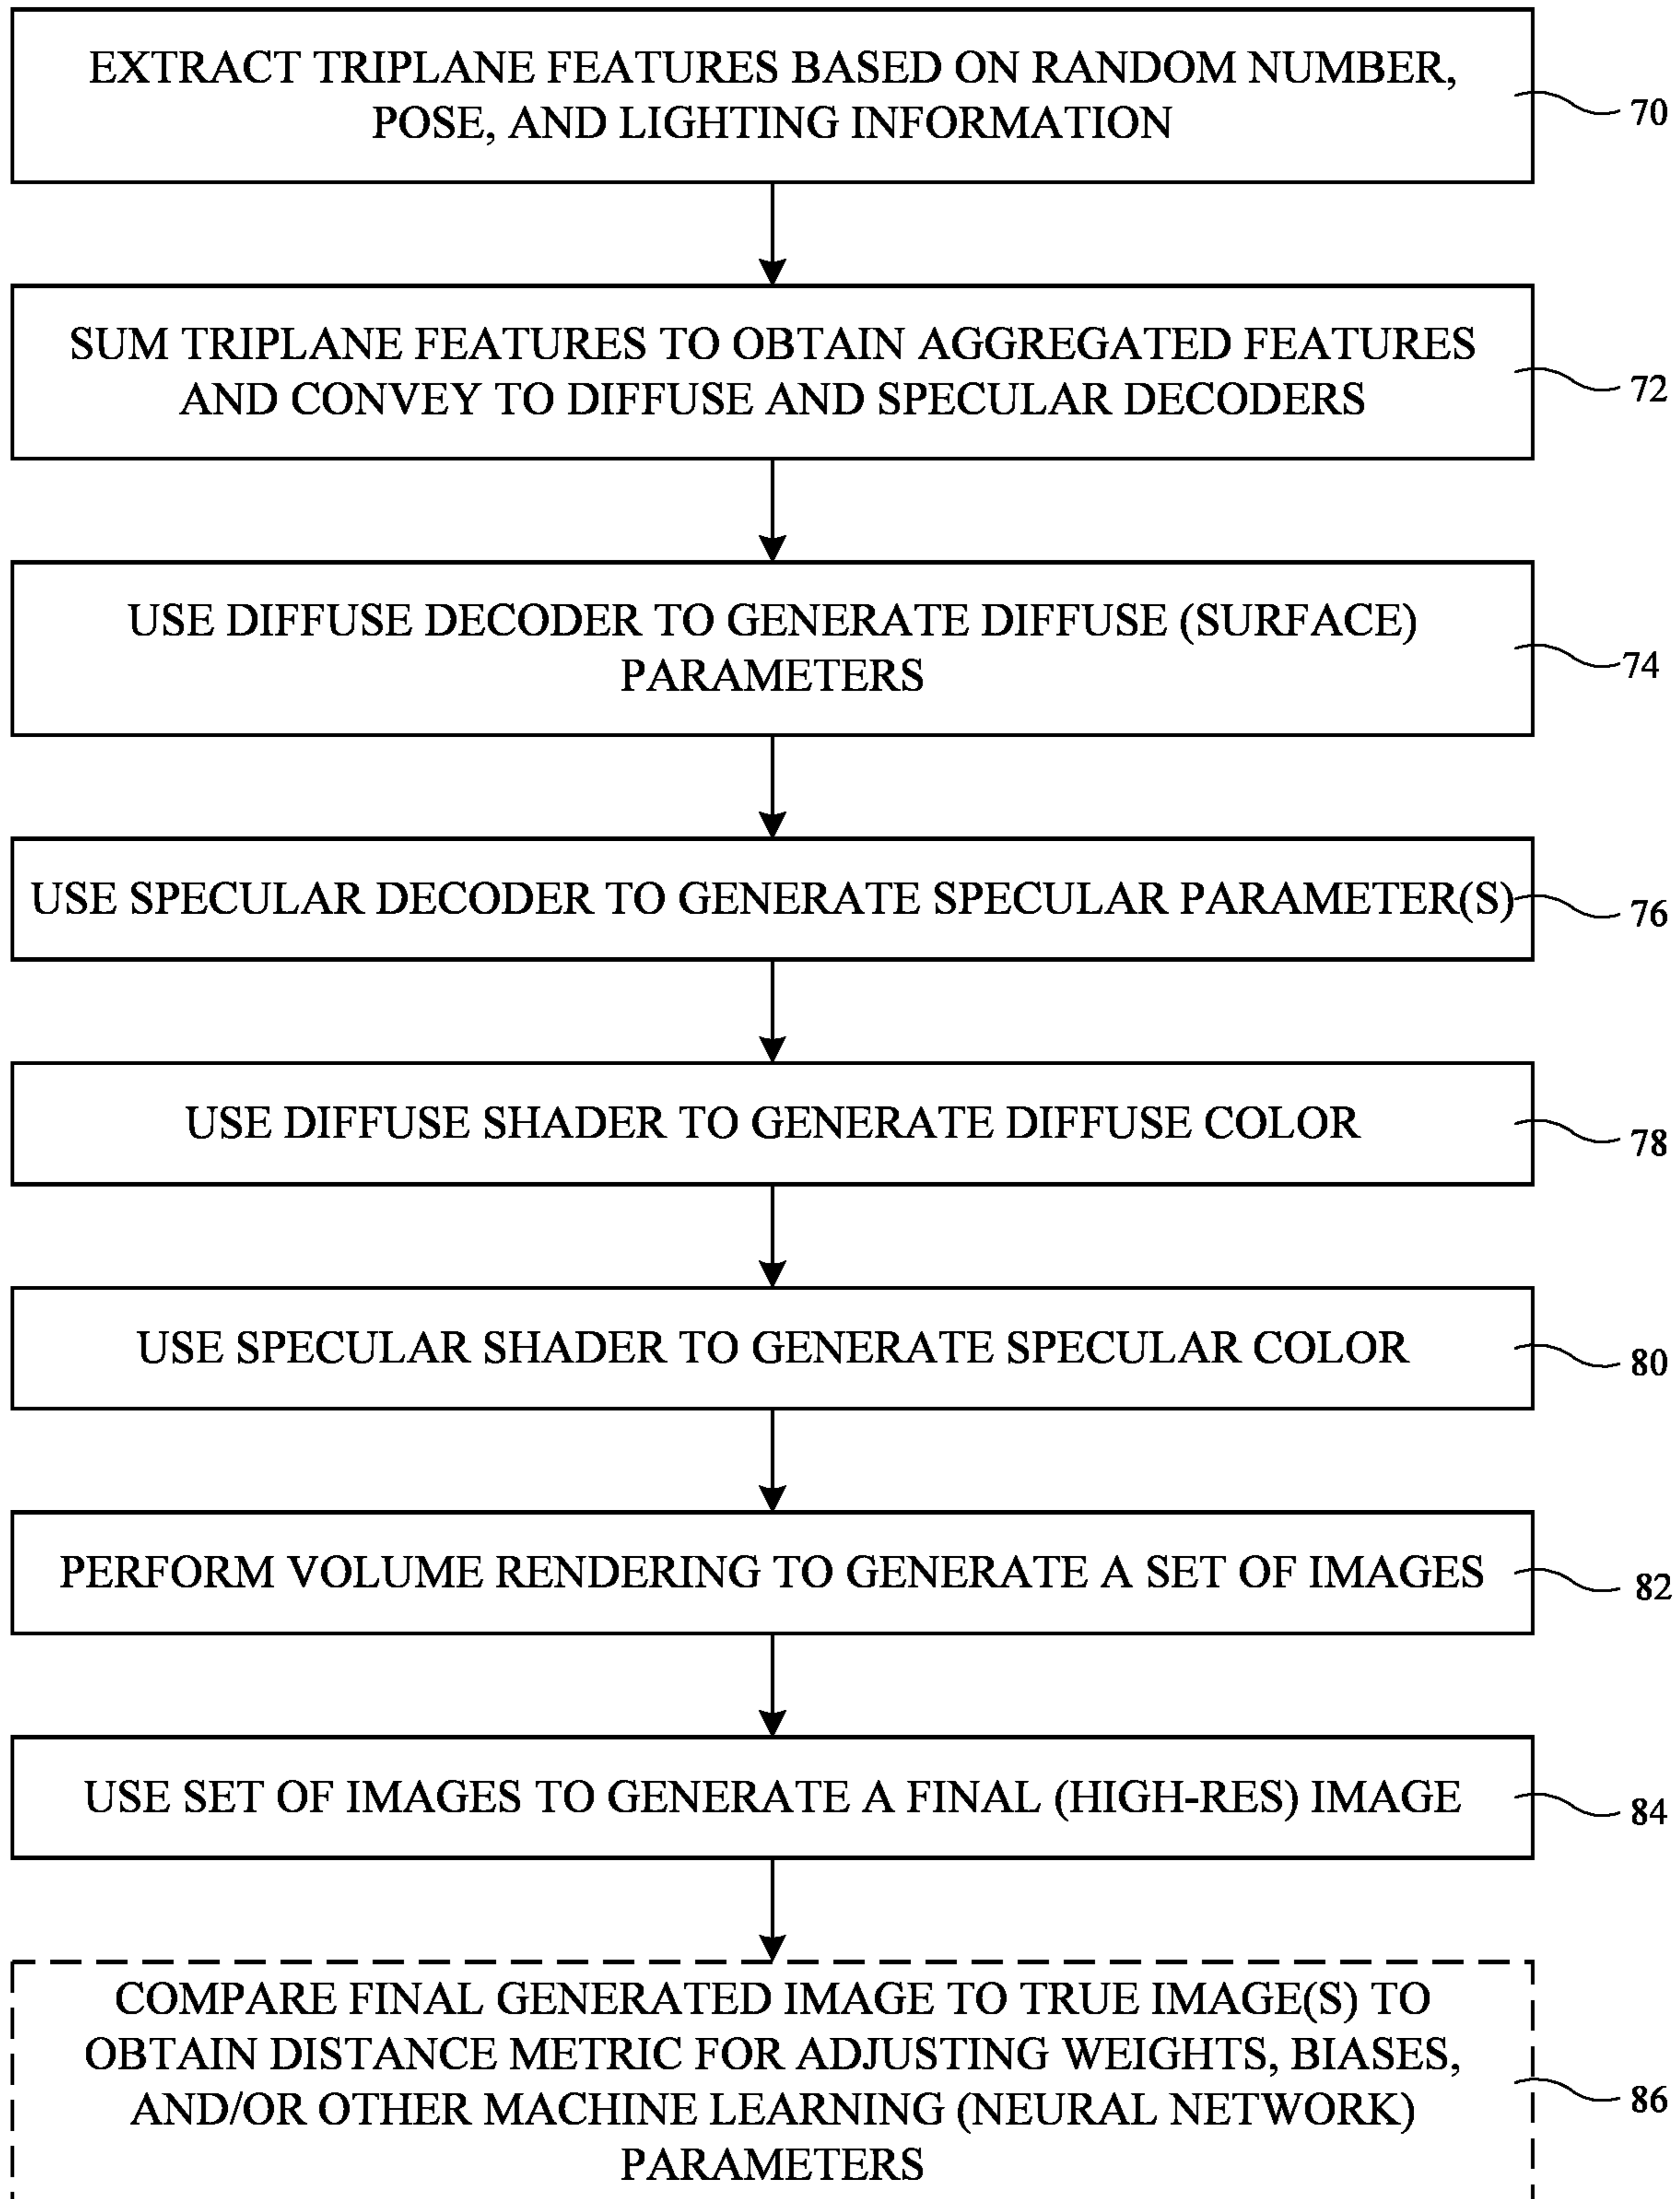 EXTRACT TRIPLANE FEATURES BASED ON RANDOM NUMBER,
POSE, AND LIGHTING INFORMATION
70
SUM TRIPLANE FEATURES TO OBTAIN AGGREGATED FEATURES
AND CONVEY TO DIFFUSE AND SPECULAR DECODERS
72
USE DIFFUSE DECODER TO GENERATE DIFFUSE (SURFACE)
PARAMETERS
74
USE SPECULAR DECODER TO GENERATE SPECULAR PARAMETER(S)
76
USE DIFFUSE SHADER TO GENERATE DIFFUSE COLOR
78
USE SPECULAR SHADER TO GENERATE SPECULAR COLOR
80
PERFORM VOLUME RENDERING TO GENERATE A SET OF IMAGES
82
USE SET OF IMAGES TO GENERATE A FINAL (HIGH-RES) IMAGE
84
COMPARE FINAL GENERATED IMAGE TO TRUE IMAGE(S) TO
OBTAIN DISTANCE METRIC FOR ADJUSTING WEIGHTS, BIASES,
AND/OR OTHER MACHINE LEARNING (NEURAL NETWORK)
PARAMETERS
86